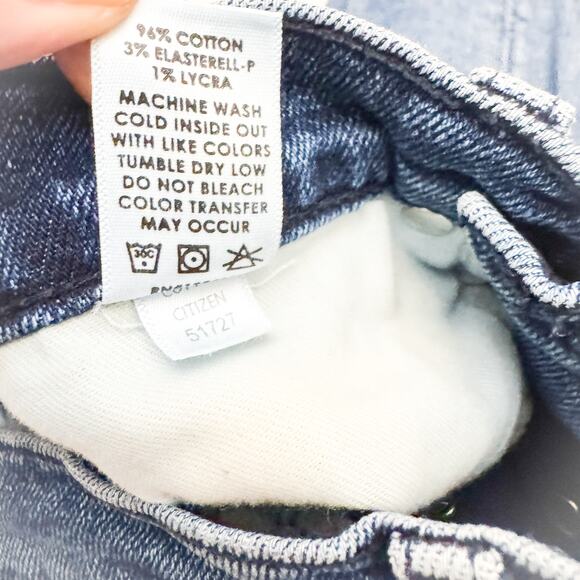 96% COTTON
3% ELASTERELL-P
1% LYCRA
MACHINE WASH
COLD INSIDE OUT
WITH LIKE COLORS
TUMBLE DRY LOW
DO NOT BLEACH
COLOR TRANSFER
MAY OCCUR
30C
CITIZEN
51727